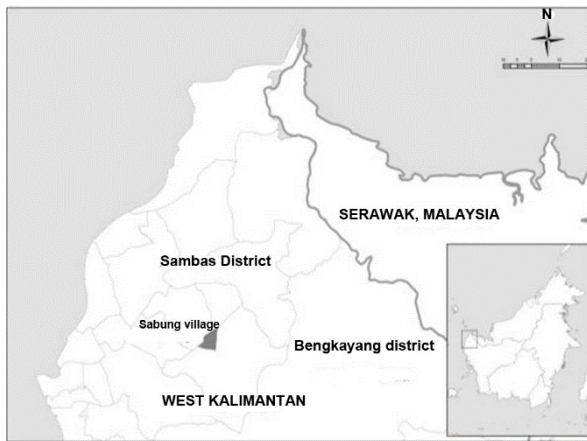 N
SERAWAK, MALAYSIA
Sambas District
Sabung village
Bengkayang district
WEST KALIMANTAN